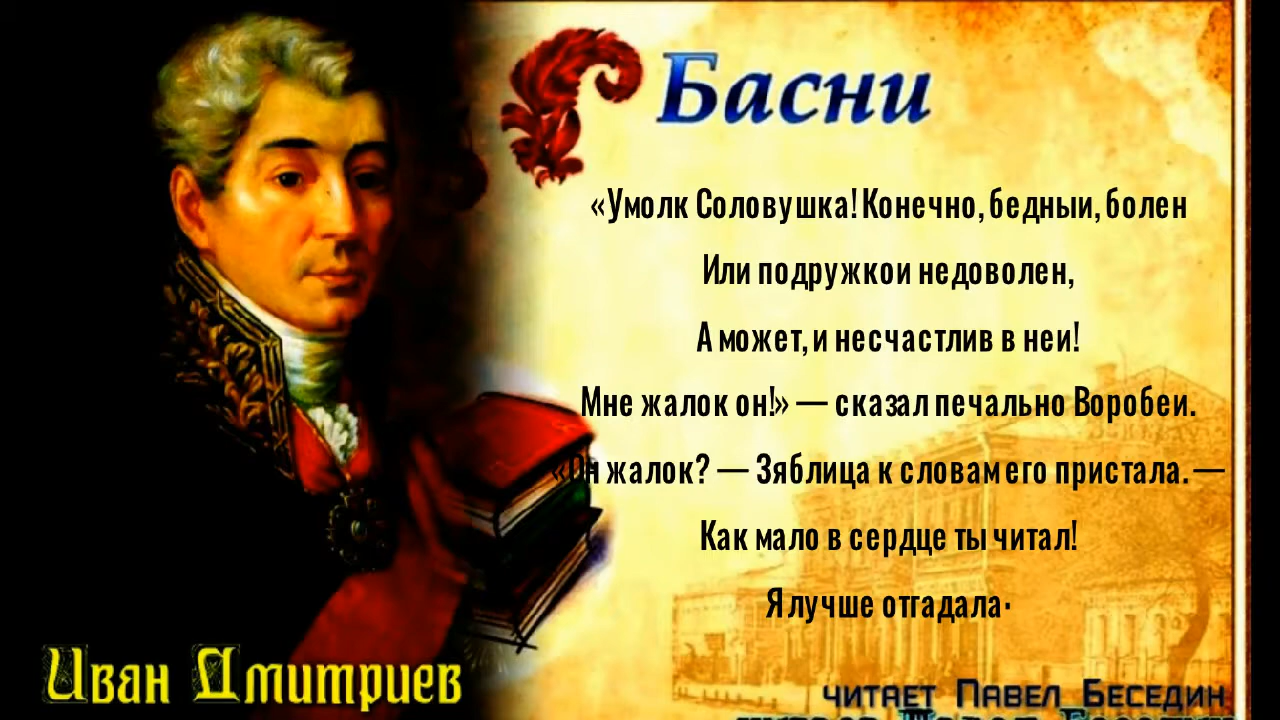 Басни
«Умолк Соловушка! Конечно, бедныи, болен
Или подружкои недоволен,
А может, и несчастлив в неи!
Мне жалок он!» — сказал печально Воробеи.
«Он жалок? — Зяблица к словам его пристала. —
Как мало в сердце ты читал!
Я лучше отгадала·
Иван Дмитриев
читает Павел Беседин